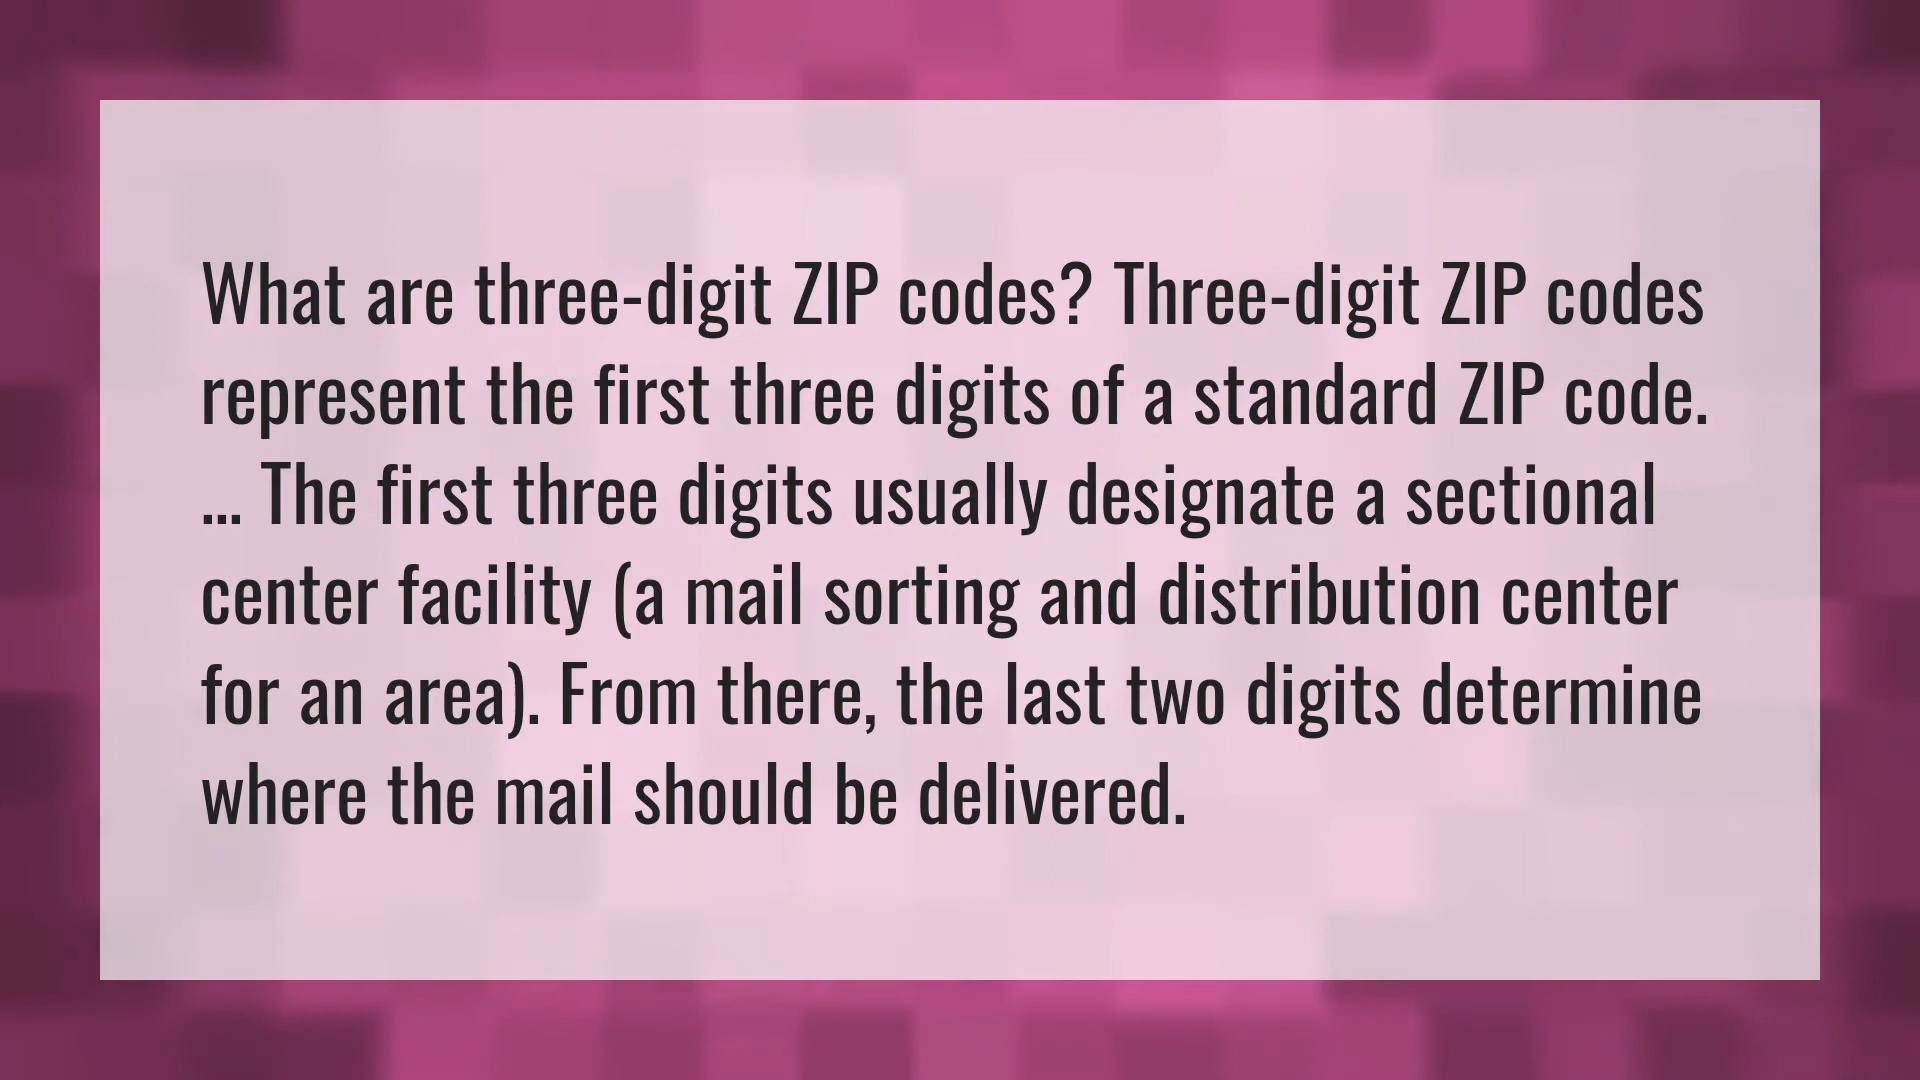 What are three-digit ZIP codes? Three-digit ZIP codes
represent the first three digits of a standard ZIP code.
... The first three digits usually designate a sectional
center facility (a mail sorting and distribution center
for an area). From there, the last two digits determine
where the mail should be delivered.